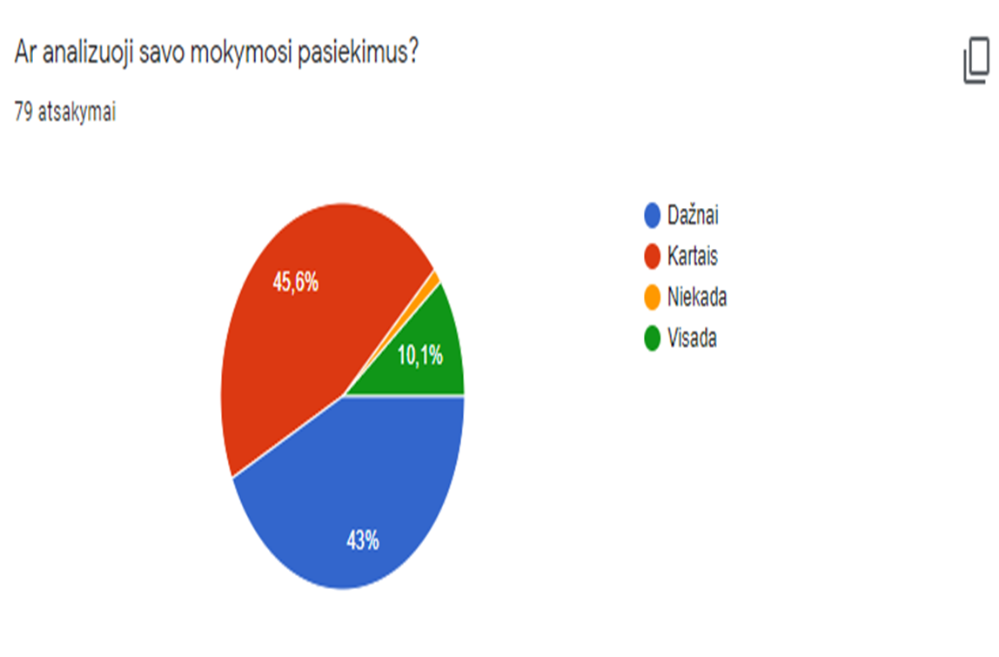 Ar analizuoji savo mokymosi pasiekimus?
79 atsakymai
45,6%
10,1%
43%
Dažnai
Kartais
Niekada
Visada